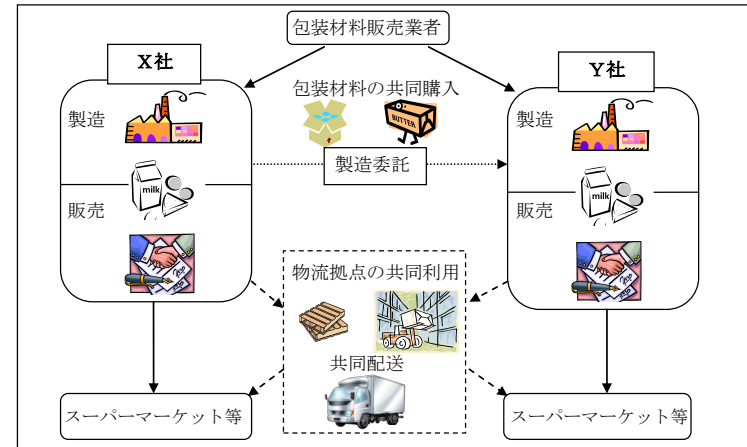 包装材料販売業者
X社
Y社
包装材料の共同購入
製造
BUTTER
製造
製造委託
milk
milk
販売
販売
物流拠点の共同利用
共同配送
スーパーマーケット等
スーパーマーケット等